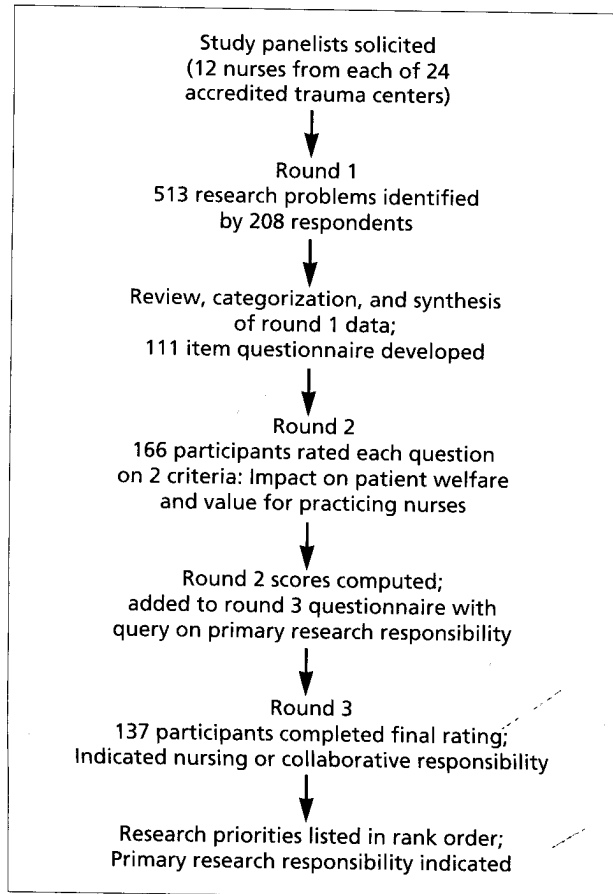 Study panelists solicited
(12 nurses from each of 24
accredited trauma centers)
Round 1
513 research problems identified
by 208 respondents
Review, categorization, and synthesis
of round 1 data;
111 item questionnaire developed
Round 2
166 participants rated each question
on 2 criteria: Impact on patient welfare
and value for practicing nurses
Round 2 scores computed;
added to round 3 questionnaire with
query on primary research responsibility
Round 3
137 participants completed final rating;
Indicated nursing or collaborative responsibility
Research priorities listed in rank order;
Primary research responsibility indicated